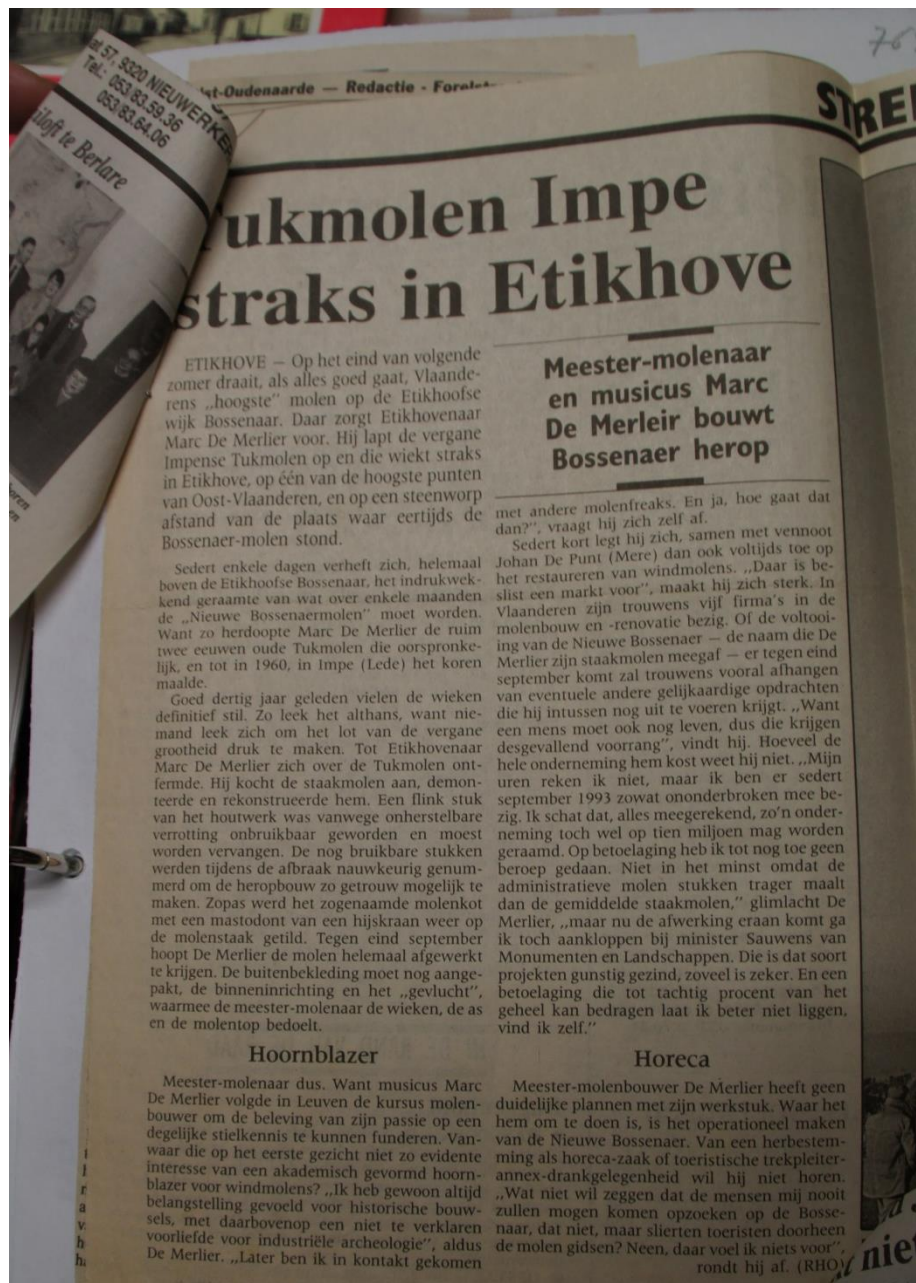 76
at 57, 9320 NIEUWERKER
Tel.: 053/83.59.36
053/83.64.06
te Berlare
st-Oudenaarde — Redactie -
STRE
ukmolen Impe
straks in Etikhove
ETIKHOVE — Op het eind van volgende
zomer draait, als alles goed gaat, Vlaande-
rens „hoogste” molen op de Etikhoofse
wijk Bossenaar. Daar zorgt Etikhovenaar
Marc De Merlier voor. Hij lapt de vergane
Impense Tukmolen op en die wiekt straks
in Etikhove, op één van de hoogste punten
van Oost-Vlaanderen, en op een steenworp
afstand van de plaats waar eertijds de
Bossenaer-molen stond.
Sedert enkele dagen verheft zich, helemaal
boven de Etikhoofse Bossenaar, het indrukwek-
kend geraamte van wat over enkele maanden
de „Nieuwe Bossenaermolen” moet worden.
Want zo herdoopte Marc De Merlier de ruim
twee eeuwen oude Tukmolen die oorspronke-
lijk, en tot in 1960, in Impe (Lede) het koren
maalde.
Goed dertig jaar geleden vielen de wieken
definitief stil. Zo leek het althans, want nie-
mand leek zich om het lot van de vergane
grootheid druk te maken. Tot Etikhovenaar
Marc De Merlier zich over de Tukmolen ont-
fermde. Hij kocht de staakmolen aan, demon-
teerde en rekonstrueerde hem. Een flink stuk
van het houtwerk was vanwege onherstelbare
verrotting onbruikbaar geworden en moest
worden vervangen. De nog bruikbare stukken
werden tijdens de afbraak nauwkeurig genum-
merd om de heropbouw zo getrouw mogelijk te
maken. Zopas werd het zogenaamde molenkot
met een mastodont van een hijskraan weer op
de molenstaak getild. Tegen eind september
hoopt De Merlier de molen helemaal afgewerkt
te krijgen. De buitenbekleding moet nog aange-
pakt, de binneninrichting en het „gevlucht”,
waarmee de meester-molenaar de wieken, de as
en de molentop bedoelt.
Hoornblazer
Meester-molenaar dus. Want musicus Marc
De Merlier volgde in Leuven de kursus molen-
bouwer om de beleving van zijn passie op een
degelijke stielkennis te kunnen funderen. Van-
waar die op het eerste gezicht niet zo evidente
interesse van een akademisch gevormd hoorn-
blazer voor windmolens? „Ik heb gewoon altijd
belangstelling gevoeld voor historische bouw-
sels, met daarbovenop een niet te verklaren
voorliefde voor industriële archeologie”, aldus
De Merlier. „Later ben ik in kontakt gekomen
Meester-molenaar
en musicus Marc
De Merleir bouwt
Bossenaer herop
met andere molenfreaks. En ja, hoe gaat dat
dan?”, vraagt hij zich zelf af.
Sedert kort legt hij zich, samen met vennoot
Johan De Punt (Mere) dan ook voltijds toe op
het restaureren van windmolens. „Daar is be-
slist een markt voor”, maakt hij zich sterk. In
Vlaanderen zijn trouwens vijf firma's in de
molenbouw en -renovatie bezig. Of de voltooi-
ing van de Nieuwe Bossenaer — de naam die De
Merlier zijn staakmolen meegaf — er tegen eind
september komt zal trouwens vooral afhangen
van eventuele andere gelijkaardige opdrachten
die hij intussen nog uit te voeren krijgt. „Want
een mens moet ook nog leven, dus die krijgen
desgevallend voorrang”, vindt hij. Hoeveel de
hele onderneming hem kost weet hij niet. „Mijn
uren reken ik niet, maar ik ben er sedert
september 1993 zowat ononderbroken mee be-
zig. Ik schat dat, alles meegerekend, zo'n onder-
neming toch wel op tien miljoen mag worden
geraamd. Op betoelaging heb ik tot nog toe geen
beroep gedaan. Niet in het minst omdat de
administratieve molen stukken trager maalt
dan de gemiddelde staakmolen,” glimlacht De
Merlier, „maar nu de afwerking eraan komt ga
ik toch aankloppen bij minister Sauwens van
Monumenten en Landschappen. Die is dat soort
projekten gunstig gezind, zoveel is zeker. En een
betoelaging die tot tachtig procent van het
geheel kan bedragen laat ik beter niet liggen,
vind ik zelf.”
Horeca
Meester-molenbouwer De Merlier heeft geen
duidelijke plannen met zijn werkstuk. Waar het
hem om te doen is, is het operationeel maken
van de Nieuwe Bossenaer. Van een herbestem-
ming als horeca-zaak of toeristische trekpleiter-
annex-drankgelegenheid wil hij niet horen.
„Wat niet wil zeggen dat de mensen mij nooit
zullen mogen komen opzoeken op de Bosse-
naar, dat niet, maar slierten toeristen doorheen
de molen gidsen? Neen, daar voel ik niets voor”,
rondt hij af. (RHO)
niet